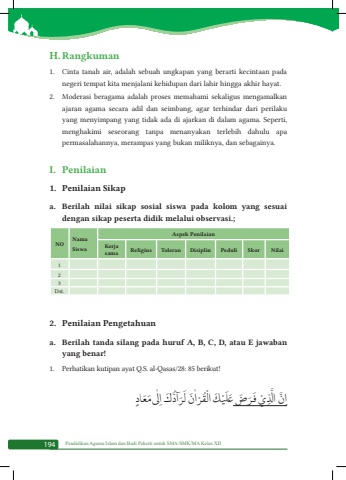 H. Rangkuman
1. Cinta tanah air, adalah sebuah ungkapan yang berarti kecintaan pada
negeri tempat kita menjalani kehidupan dari lahir hingga akhir hayat.
2. Moderasi beragama adalah proses memahami sekaligus mengamalkan
ajaran agama secara adil dan seimbang, agar terhindar dari perilaku
yang menyimpang yang tidak ada di ajarkan di dalam agama. Seperti,
menghakimi seseorang tanpa menanyakan terlebih dahulu apa
permasalahannya, merampas yang bukan miliknya, dan sebagainya.
I. Penilaian
1. Penilaian Sikap
a. Berilah nilai sikap sosial siswa pada kolom yang sesuai
dengan sikap peserta didik melalui observasi.;
NO Nama Siswa Aspek Penilaian
Kerja sama Religius Toleran Disiplin Peduli Skor Nilai
1
2
3
Dst.
2. Penilaian Pengetahuan
a. Berilah tanda silang pada huruf A, B, C, D, atau E jawaban
yang benar!
1. Perhatikan kutipan ayat Q.S. al-Qasas/28: 85 berikut!
اِنَّ الَّذِيْ فَرَضَ عَلَيْكَ الْقُرْاٰنَ لَرَاۤدُّكَ اِلٰى مَعَادٍ
194 Pendidikan Agama Islam dan Budi Pekerti untuk SMA/SMK/MA Kelas XII